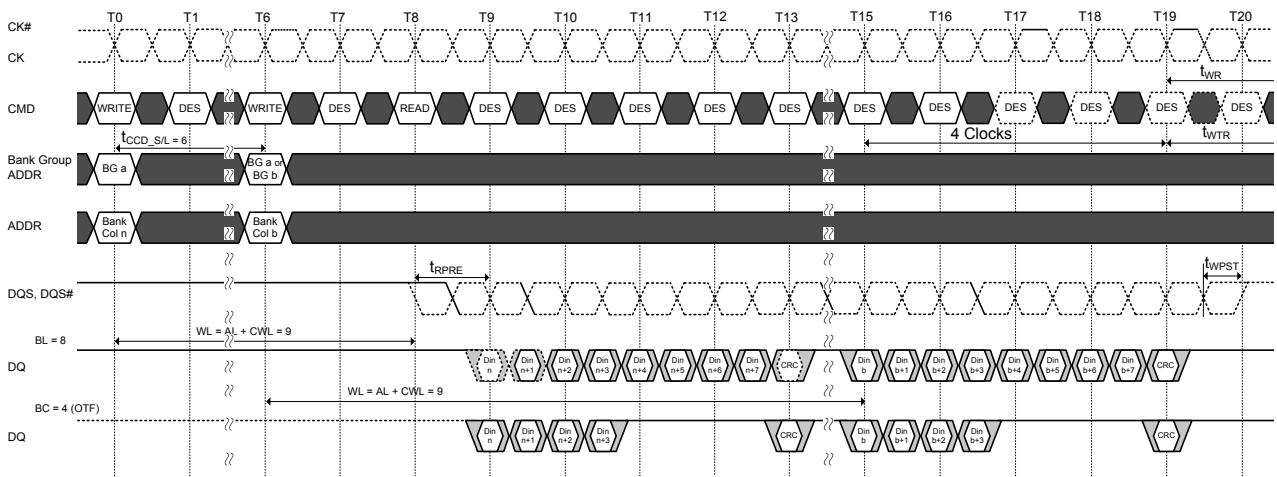 T0 T1 T6 T7 T8 T9 T10 T11 T12 T13 T15 T16 T17 T18 T19 T20
CK#
CK
tWR
CMD WRITE DES WRITE DES READ DES DES DES DES DES DES DES DES DES DES DES
tCCD_S/L = 6
4 Clocks
tWTR
Bank Group
ADDR
BG a
BG a or
BG b
ADDR
Bank
Col n
Bank
Col b
tRPRE
tWPST
DQS, DQS#
WL = AL + CWL = 9
BL = 8
DQ
Din
n
Din
n+1
Din
n+2
Din
n+3
Din
n+4
Din
n+5
Din
n+6
Din
n+7
CRC
Din
b
Din
b+1
Din
b+2
Din
b+3
Din
b+4
Din
b+5
Din
b+6
Din
b+7
CRC
WL = AL + CWL = 9
BC = 4 (OTF)
DQ
Din
n
Din
n+1
Din
n+2
Din
n+3
CRC
Din
b
Din
b+1
Din
b+2
Din
b+3
CRC